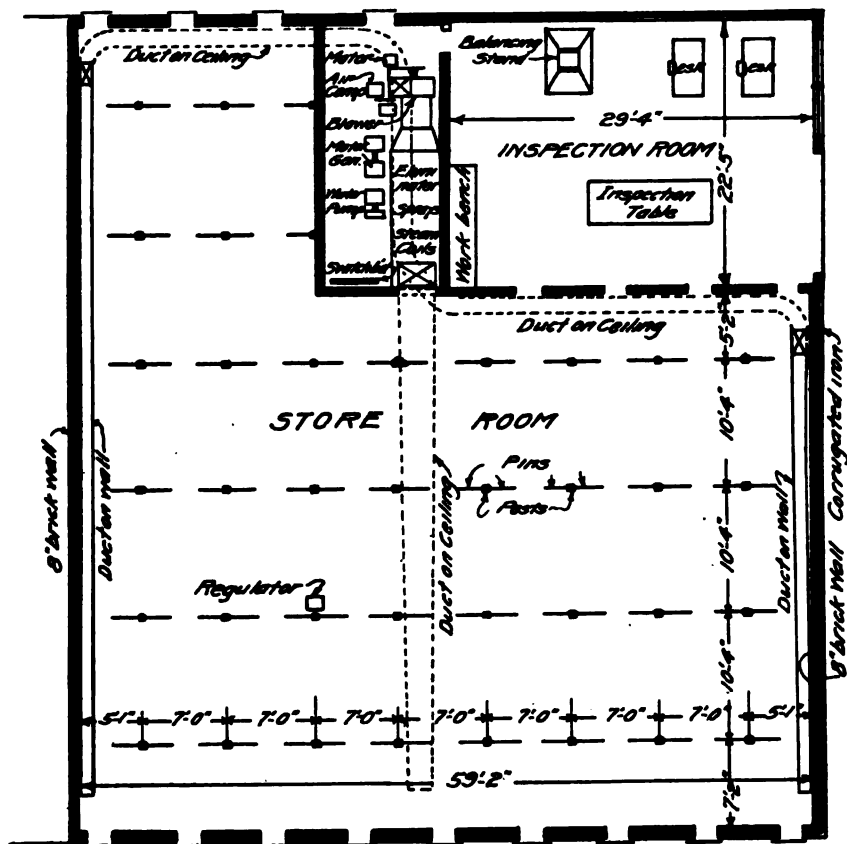 Duct on Ceiling
Motor
Air
Comp.
Blower
Motor
Gen.
Water
Pump
Elimi
nator
Sprays
Steam
Coils
Switchb'd
Balancing
Stand
Desk
Desk
29'-4"
INSPECTION ROOM
22'-5"
Inspection
Table
Work bench
Duct on Ceiling
5'-2"
STORE ROOM
10'-4"
Pins
Posts
Duct on Ceiling
10'-4"
Regulator
10'-4"
8" brick wall
Duct on wall
Duct on Wall
8" brick Wall
Corrugated iron
5'-1" 7'-0" 7'-0" 7'-0" 7'-0" 7'-0" 7'-0" 7'-0" 5'-1"
59'-2"
7'-2"